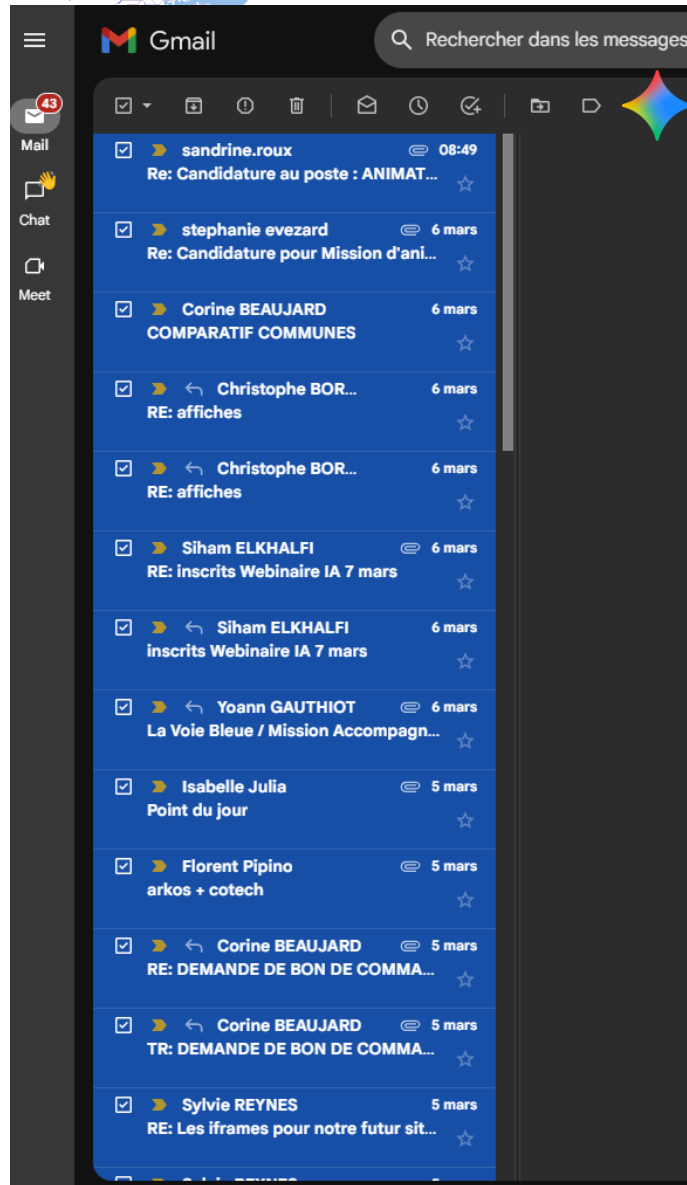 Gmail
Rechercher dans les messages
43
Mail
Chat
Meet
sandrine.roux 08:49
Re: Candidature au poste : ANIMAT...
stephanie evezard 6 mars
Re: Candidature pour Mission d'ani...
Corine BEAUJARD 6 mars
COMPARATIF COMMUNES
Christophe BOR... 6 mars
RE: affiches
Christophe BOR... 6 mars
RE: affiches
Siham ELKHALFI 6 mars
RE: inscrits Webinaire IA 7 mars
Siham ELKHALFI 6 mars
inscrits Webinaire IA 7 mars
Yoann GAUTHIOT 6 mars
La Voie Bleue / Mission Accompagn...
Isabelle Julia 5 mars
Point du jour
Florent Pipino 5 mars
arkos + cotech
Corine BEAUJARD 5 mars
RE: DEMANDE DE BON DE COMMA...
Corine BEAUJARD 5 mars
TR: DEMANDE DE BON DE COMMA...
Sylvie REYNES 5 mars
RE: Les iframes pour notre futur sit...